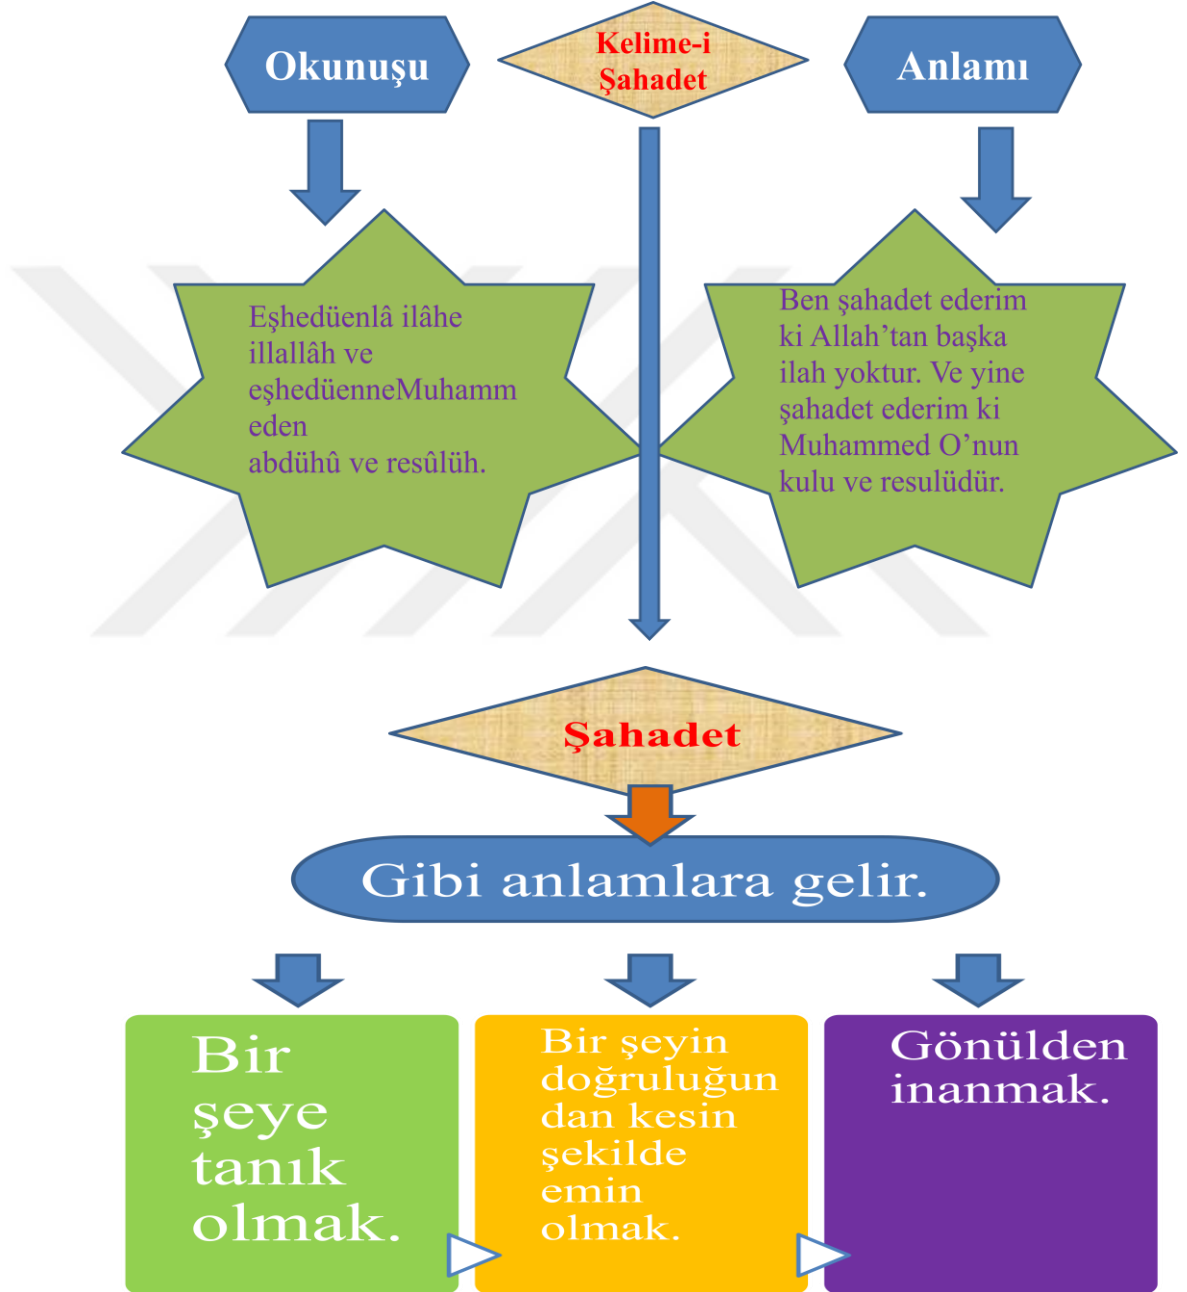 Okunuşu
Kelime-i
Şahadet
Anlamı
Eşhedüenlâ ilâhe
illallâh ve
eşhedüenneMuhamm
eden
abdühû ve resûlüh.
Ben şahadet ederim
ki Allah’tan başka
ilah yoktur. Ve yine
şahadet ederim ki
Muhammed O’nun
kulu ve resulüdür.
Şahadet
Gibi anlamlara gelir.
Bir
şeye
tanık
olmak.
Bir şeyin
doğruluğun
dan kesin
şekilde
emin
olmak.
Gönülden
inanmak.